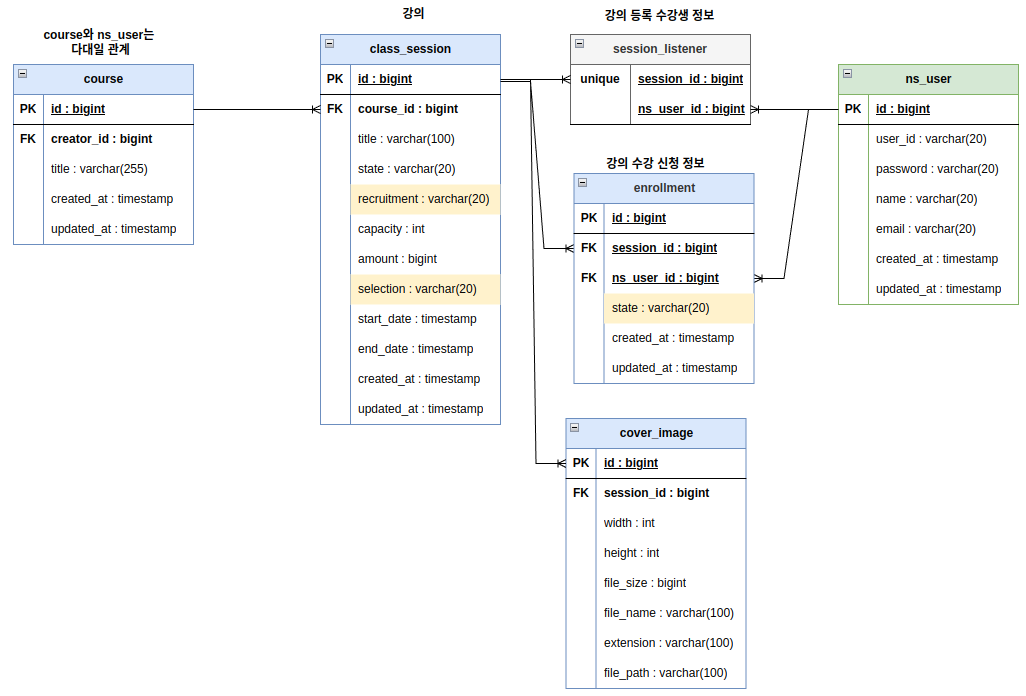 course와 ns_user는
다대일 관계
course
PK id : bigint
FK creator_id : bigint
title : varchar(255)
created_at : timestamp
updated_at : timestamp
강의
class_session
PK id : bigint
FK course_id : bigint
title : varchar(100)
state : varchar(20)
recruitment : varchar(20)
capacity : int
amount : bigint
selection : varchar(20)
start_date : timestamp
end_date : timestamp
created_at : timestamp
updated_at : timestamp
강의 등록 수강생 정보
session_listener
unique session_id : bigint
ns_user_id : bigint
강의 수강 신청 정보
enrollment
PK id : bigint
FK session_id : bigint
FK ns_user_id : bigint
state : varchar(20)
created_at : timestamp
updated_at : timestamp
cover_image
PK id : bigint
FK session_id : bigint
width : int
height : int
file_size : bigint
file_name : varchar(100)
extension : varchar(100)
file_path : varchar(100)
ns_user
PK id : bigint
user_id : varchar(20)
password : varchar(20)
name : varchar(20)
email : varchar(20)
created_at : timestamp
updated_at : timestamp